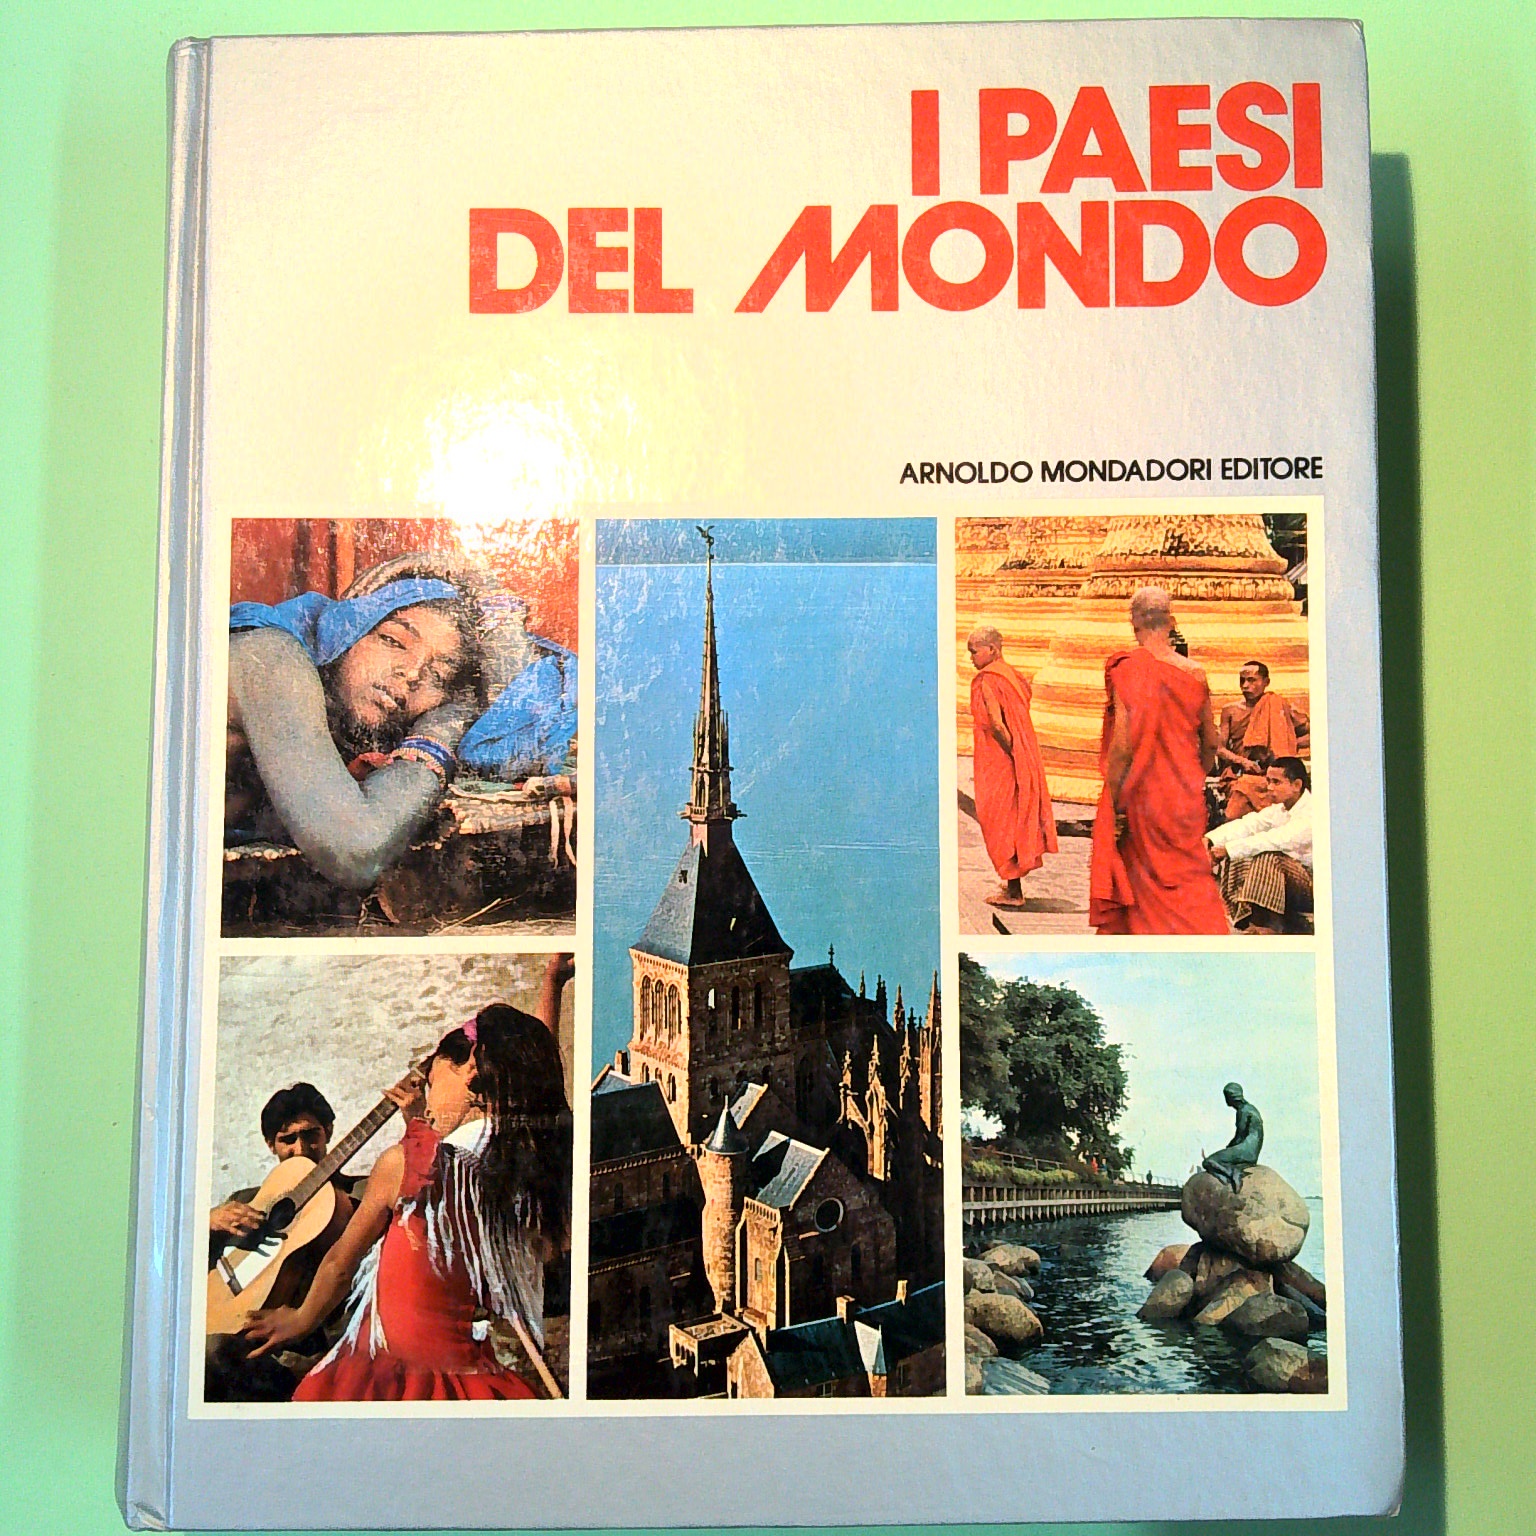 I PAESI
DEL MONDO
ARNOLDO MONDADORI EDITORE